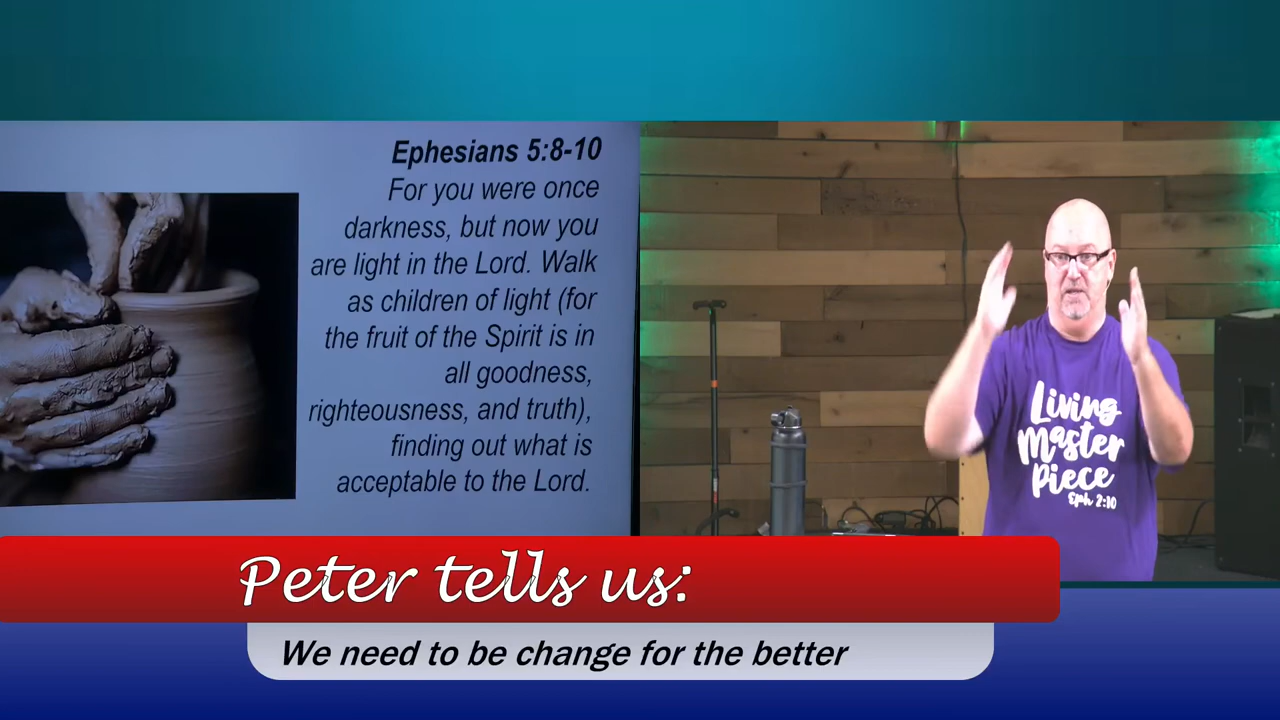 Ephesians 5:8-10
For you were once
darkness, but now you
are light in the Lord. Walk
as children of light (for
the fruit of the Spirit is in
all goodness,
righteousness, and truth),
finding out what is
acceptable to the Lord.
Living
Master
Piece
Eph 2:10
Peter tells us:
We need to be change for the better